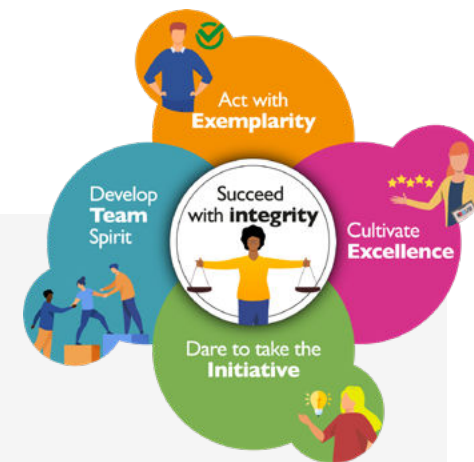 Act with
Exemplarity
Develop
Team
Spirit
Succeed
with integrity
Cultivate
Excellence
Dare to take the
Initiative